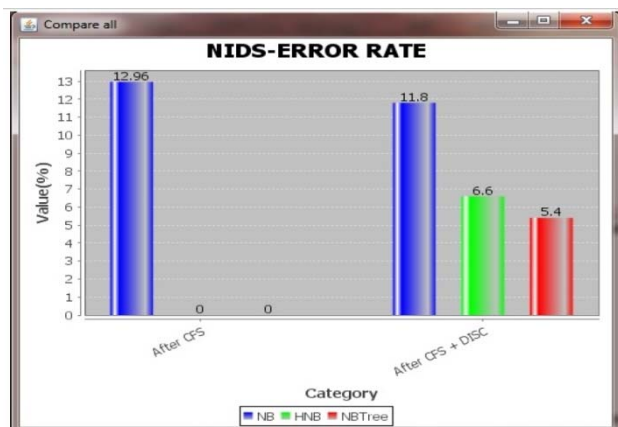 Compare all
NIDS-ERROR RATE
Value(%)
13
12
11
10
9
8
7
6
5
4
3
2
1
0
12.96
0
0
11.8
6.6
5.4
After CFS
After CFS + DISC
Category
NB HNB NBTree